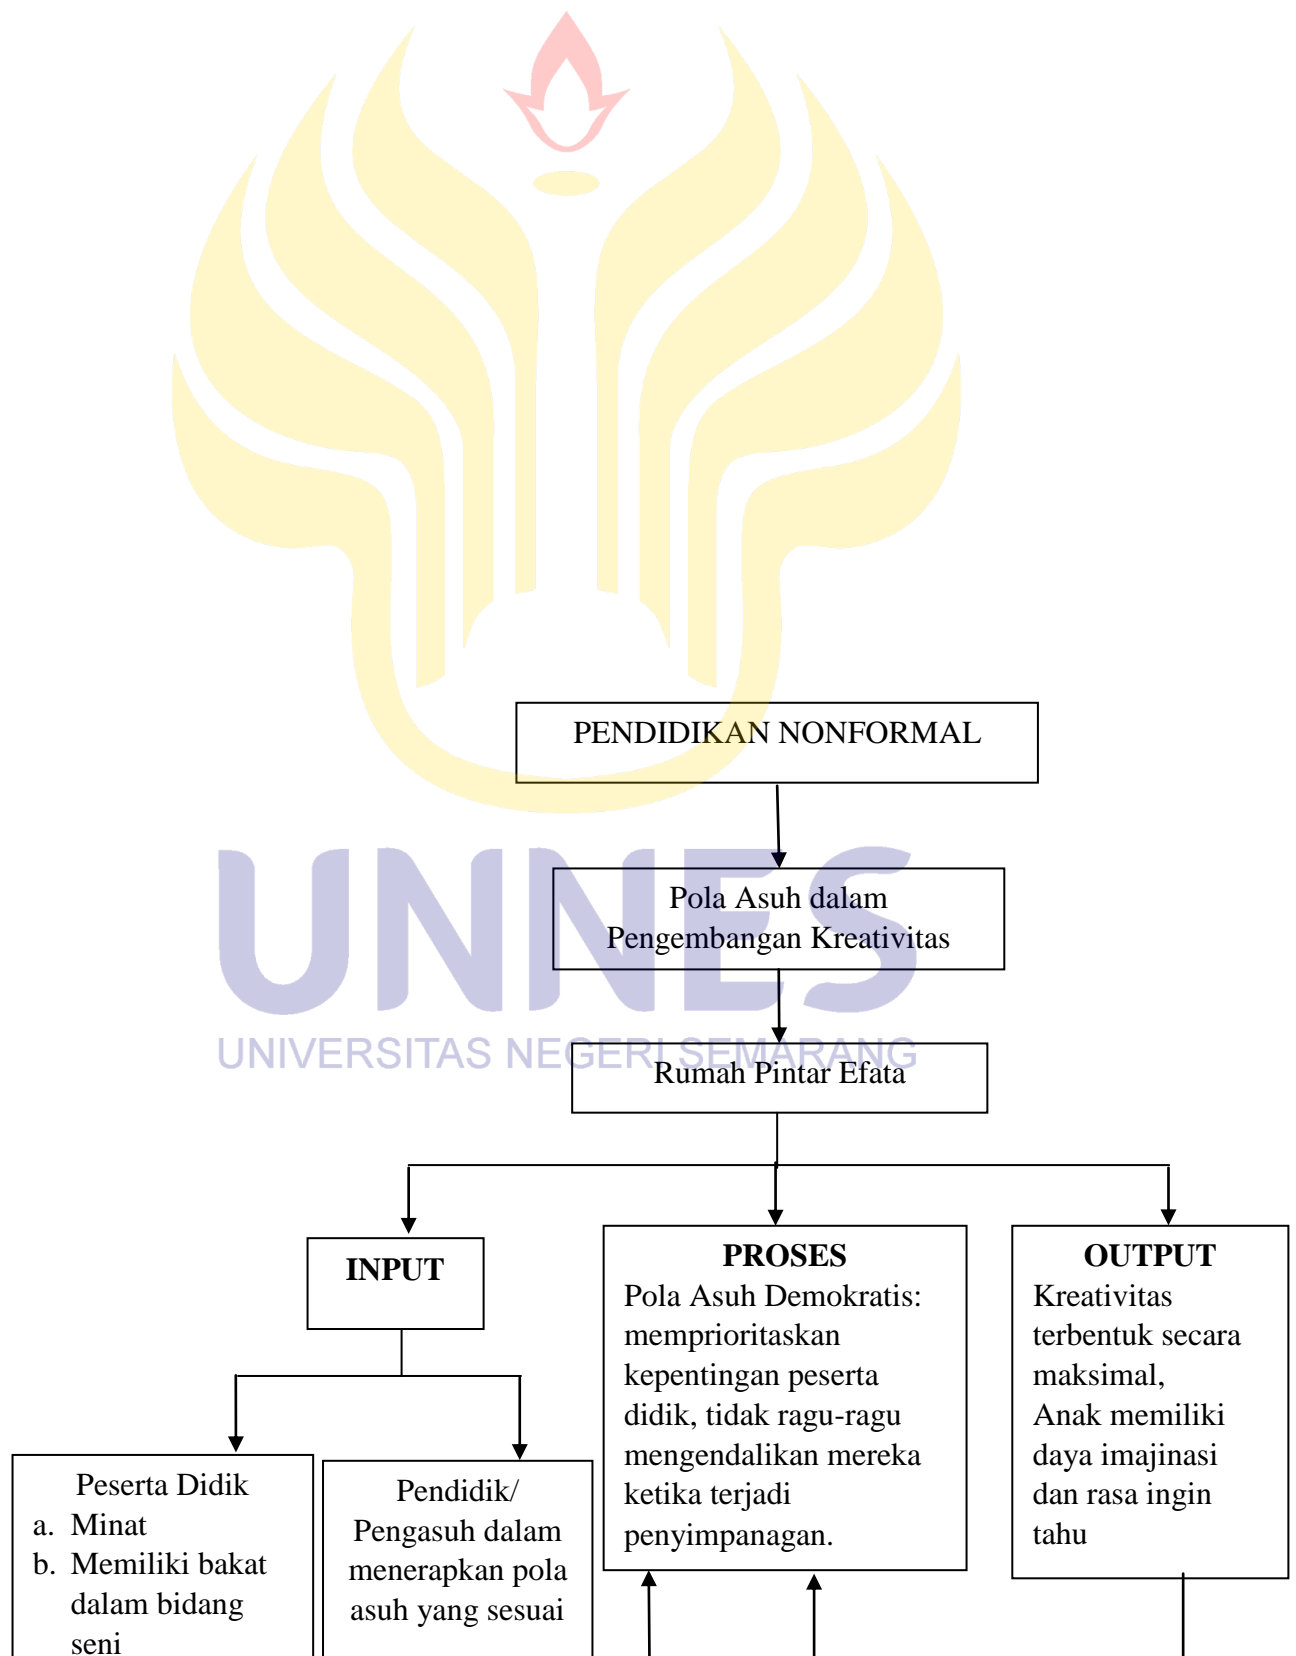 PENDIDIKAN NONFORMAL
Pola Asuh dalam
Pengembangan Kreativitas
UNNES
UNIVERSITAS NEGERI SEMARANG
Rumah Pintar Efata
INPUT
PROSES
Pola Asuh Demokratis:
memprioritaskan
kepentingan peserta
didik, tidak ragu-ragu
mengendalikan mereka
ketika terjadi
penyimpanagan.
OUTPUT
Kreativitas
terbentuk secara
maksimal,
Anak memiliki
daya imajinasi
dan rasa ingin
tahu
Peserta Didik
a. Minat
b. Memiliki bakat
dalam bidang
seni
Pendidik/
Pengasuh dalam
menerapkan pola
asuh yang sesuai